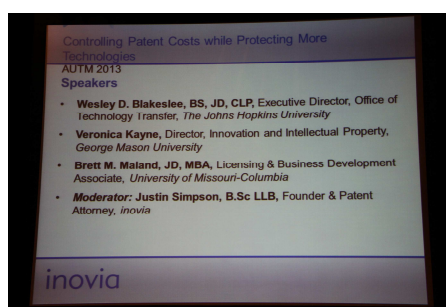 Controlling Patent Costs while Protecting More
Technologies
AUTM 2013
Speakers
• Wesley D. Blakeslee, BS, JD, CLP, Executive Director, Office of
Technology Transfer, The Johns Hopkins University
• Veronica Kayne, Director, Innovation and Intellectual Property,
George Mason University
• Brett M. Maland, JD, MBA, Licensing & Business Development
Associate, University of Missouri-Columbia
• Moderator: Justin Simpson, B.Sc LLB, Founder & Patent
Attorney, inovia
inovia